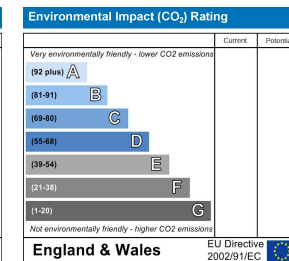 Environmental Impact (CO₂) Rating
Current
Very environmentally friendly - lower CO2 emissions
(92 plus) A
(81-91) B
(69-80) C
(55-68) D
(39-54) E
(21-38) F
(1-20) G
Not environmentally friendly - higher CO2 emissions
England & Wales
EU Directive
2002/91/EC